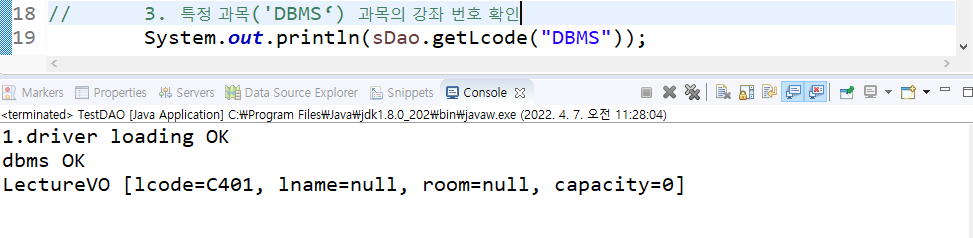 18 //      3. 특정 과목('DBMS‘) 과목의 강좌 번호 확인
19        System.out.println(sDao.getLcode("DBMS"));
Markers Properties Servers Data Source Explorer Snippets Console
<terminated> TestDAO [Java Application] C:₩Program Files₩Java₩jdk1.8.0_202₩bin₩javaw.exe (2022. 4. 7. 오전 11:28:04)
1.driver loading OK
dbms OK
LectureVO [lcode=C401, lname=null, room=null, capacity=0]